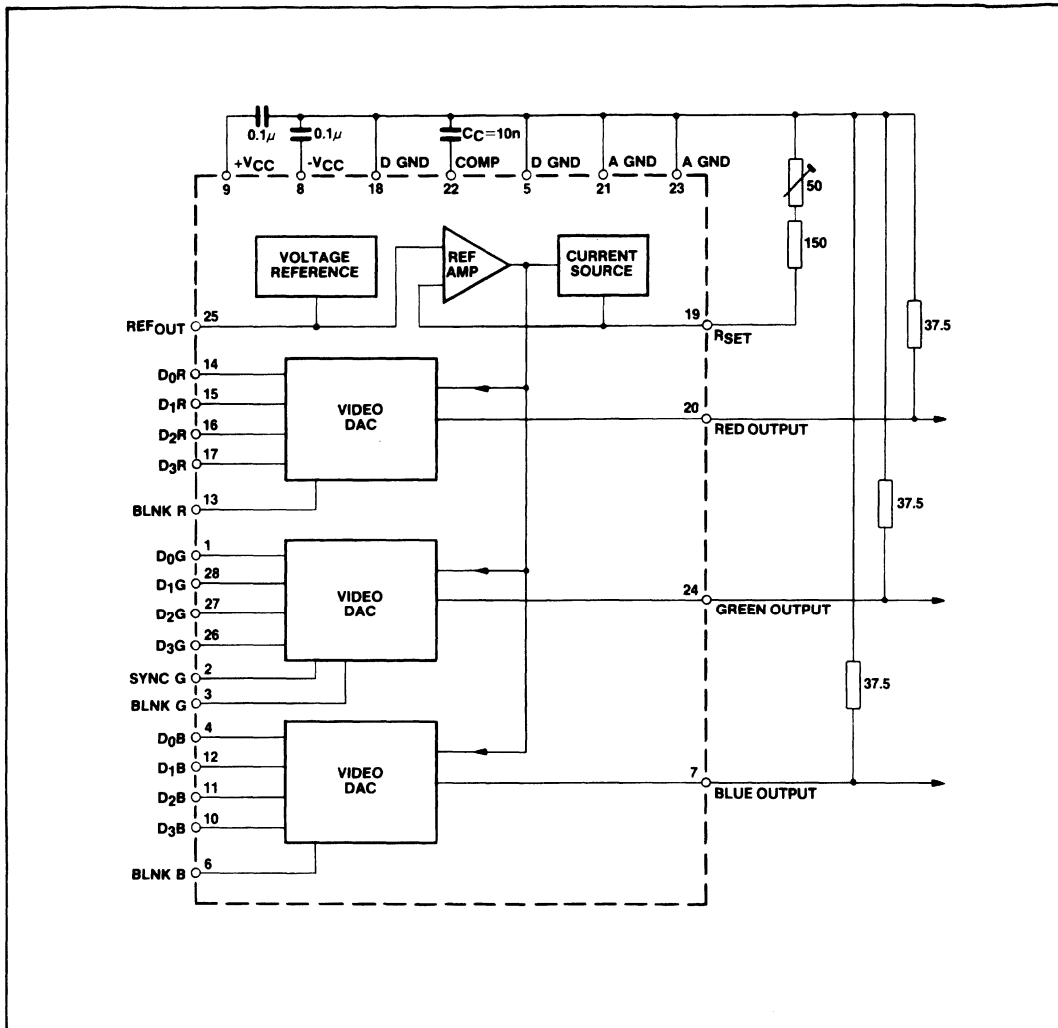 0.1μ
0.1μ
CC=10n
+VCC
-VCC
D GND
COMP
D GND
A GND
A GND
9
8
18
22
5
21
23
50
150
VOLTAGE
REFERENCE
REF
AMP
CURRENT
SOURCE
REFOUT
25
19
RSET
37.5
D0R
14
D1R
15
D2R
16
D3R
17
BLNK R
13
VIDEO
DAC
20
RED OUTPUT
37.5
D0G
1
D1G
28
D2G
27
D3G
26
SYNC G
2
BLNK G
3
VIDEO
DAC
24
GREEN OUTPUT
37.5
D0B
4
D1B
12
D2B
11
D3B
10
BLNK B
6
VIDEO
DAC
7
BLUE OUTPUT